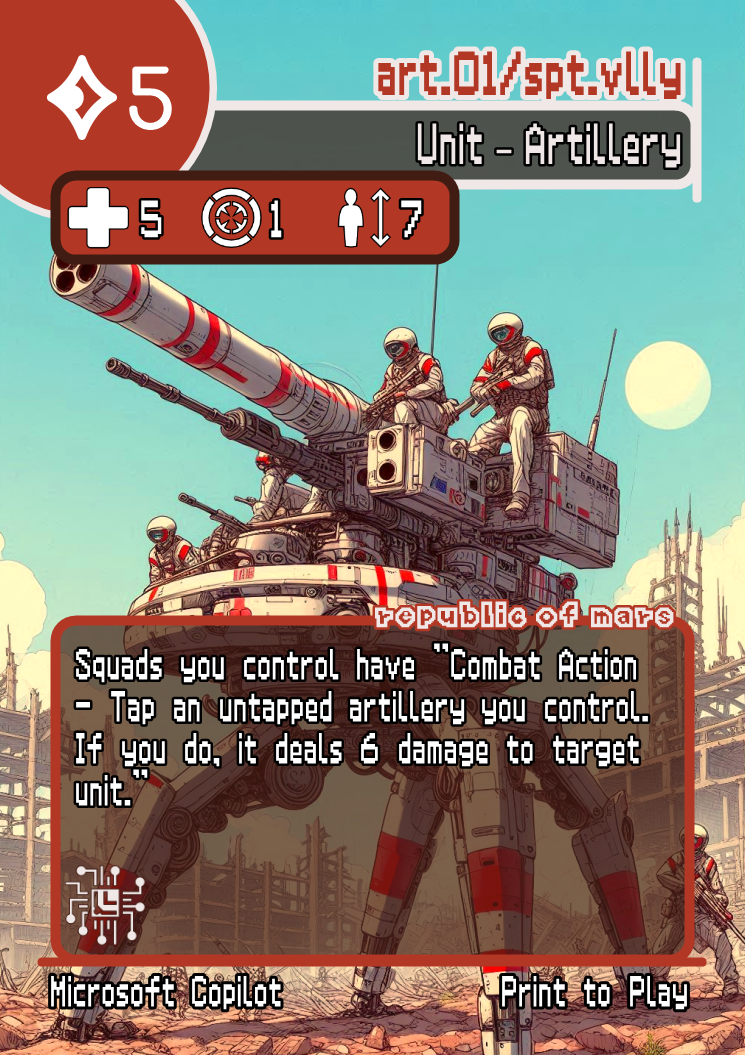 5
art.01/spt.vlly
Unit - Artillery
5 1 7
republic of mars
Squads you control have "Combat Action
- Tap an untapped artillery you control.
If you do, it deals 6 damage to target
unit."
Microsoft Copilot
Print to Play